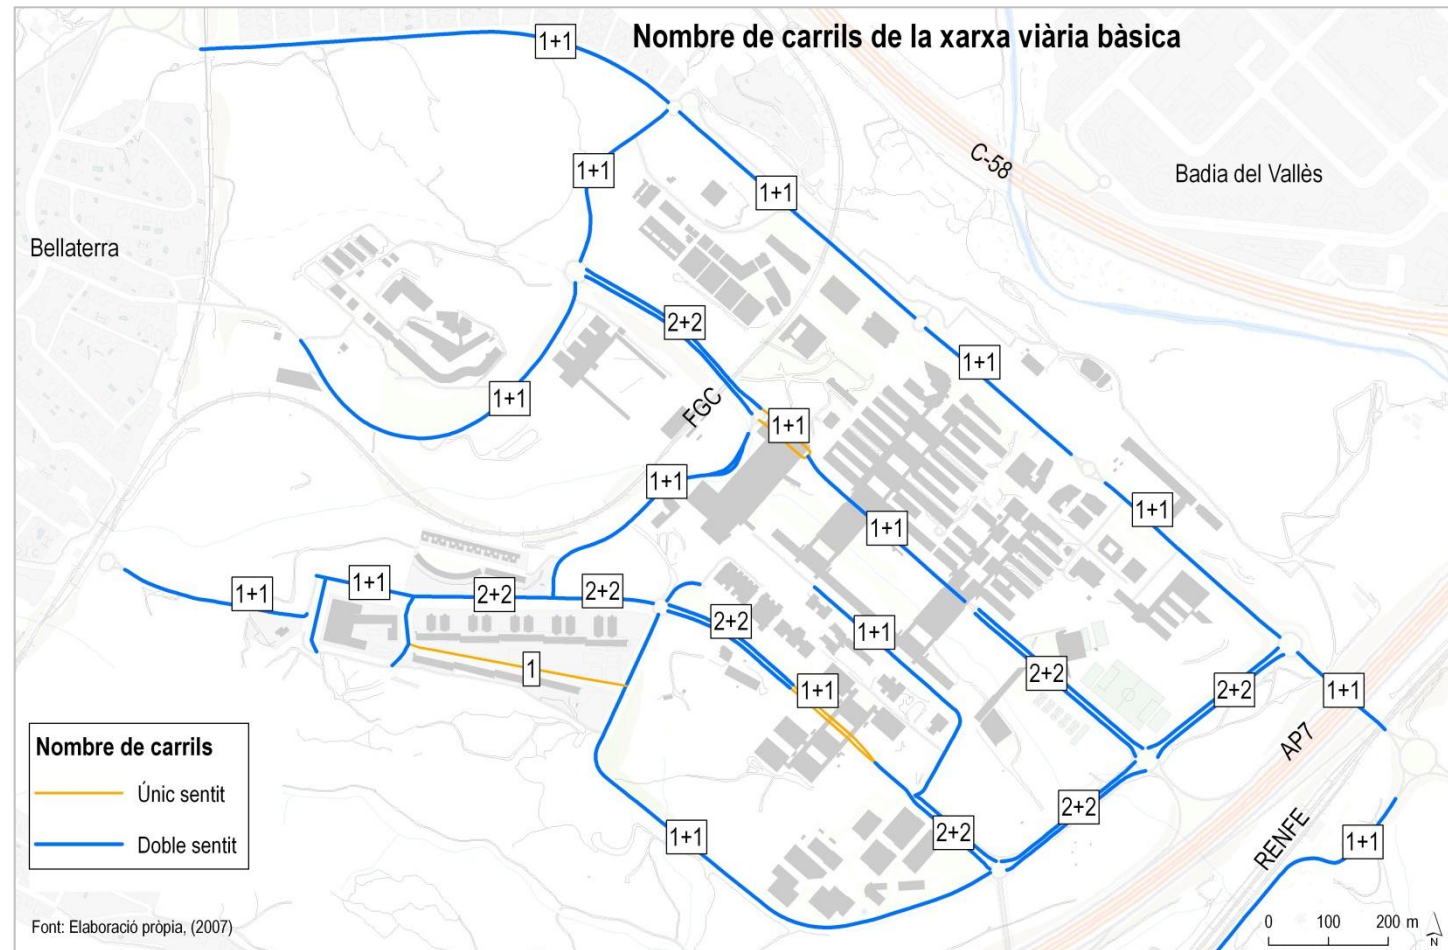 Nombre de carrils de la xarxa viària bàsica
1+1
C-58
Badia del Vallès
1+1
1+1
Bellaterra
2+2
1+1
1+1
FGC
1+1
1+1
1+1
1+1
1+1
1+1
2+2
2+2
2+2
1+1
1
2+2
1+1
2+2
1+1
AP7
2+2
2+2
1+1
1+1
RENFE
Nombre de carrils
Únic sentit
Doble sentit
Font: Elaboració pròpia, (2007)
0 100 200 m
N